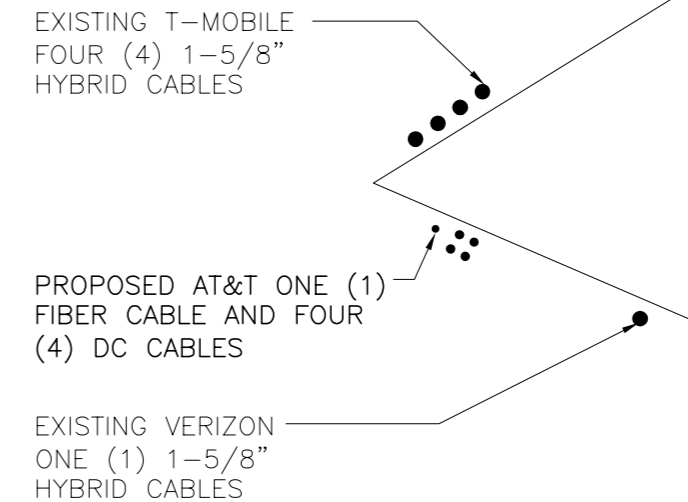 EXISTING T-MOBILE
FOUR (4) 1-5/8"
HYBRID CABLES
PROPOSED AT&T ONE (1)
FIBER CABLE AND FOUR
(4) DC CABLES
EXISTING VERIZON
ONE (1) 1-5/8"
HYBRID CABLES